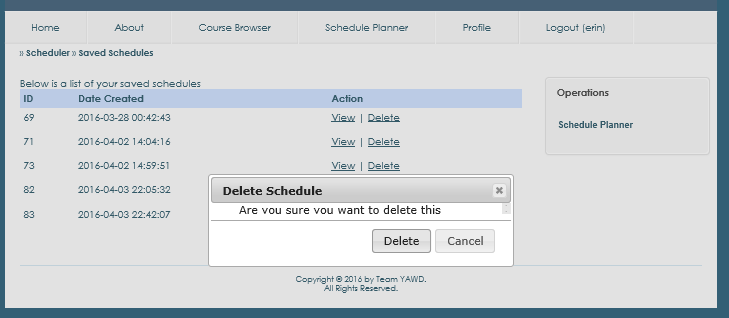 Home About Course Browser Schedule Planner Profile Logout (erin)
» Scheduler » Saved Schedules
Below is a list of your saved schedules
ID Date Created Action
69 2016-03-28 00:42:43 View | Delete
71 2016-04-02 14:04:16 View | Delete
73 2016-04-02 14:59:51 View | Delete
82 2016-04-03 22:05:32
83 2016-04-03 22:42:07
Operations
Schedule Planner
Delete Schedule
Are you sure you want to delete this
Delete Cancel
Copyright © 2016 by Team YAWD.
All Rights Reserved.